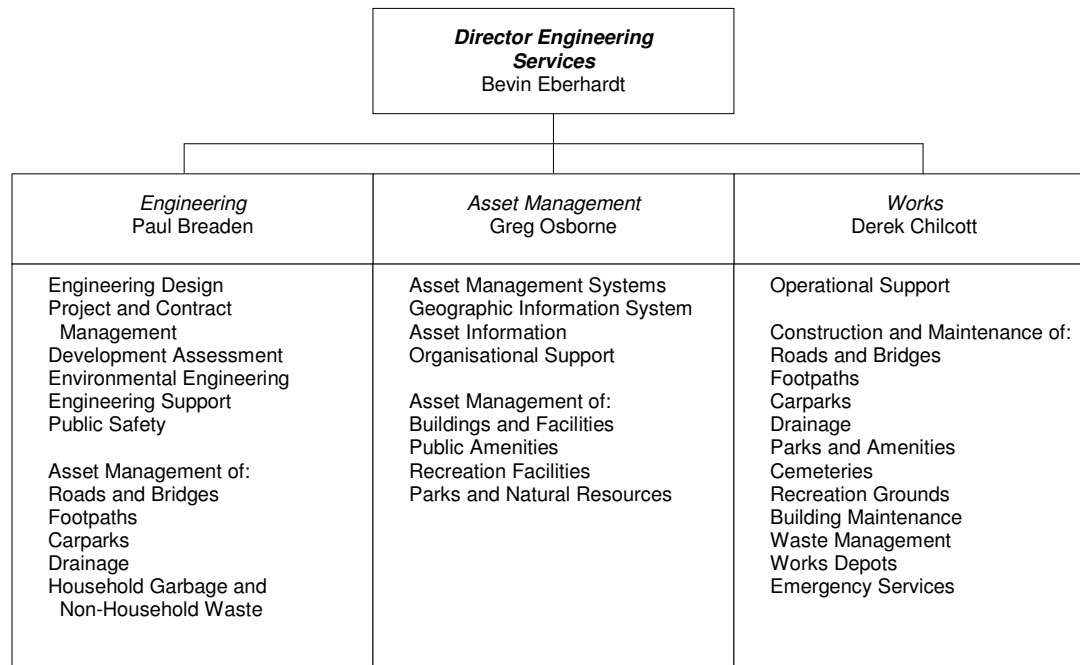 Director Engineering
Services
Bevin Eberhardt
Engineering
Paul Breaden
Engineering Design
Project and Contract
Management
Development Assessment
Environmental Engineering
Engineering Support
Public Safety
Asset Management of:
Roads and Bridges
Footpaths
Carparks
Drainage
Household Garbage and
Non-Household Waste
Asset Management
Greg Osborne
Asset Management Systems
Geographic Information System
Asset Information
Organisational Support
Asset Management of:
Buildings and Facilities
Public Amenities
Recreation Facilities
Parks and Natural Resources
Works
Derek Chilcott
Operational Support
Construction and Maintenance of:
Roads and Bridges
Footpaths
Carparks
Drainage
Parks and Amenities
Cemeteries
Recreation Grounds
Building Maintenance
Waste Management
Works Depots
Emergency Services